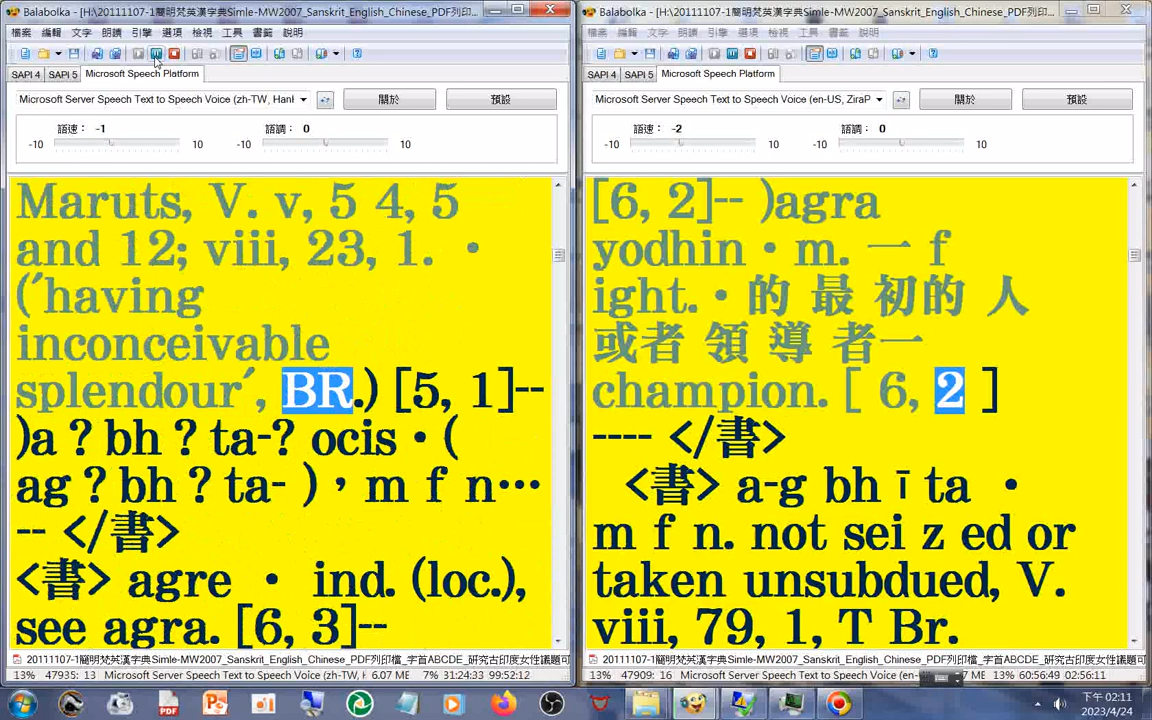 Balabolka - [H:\20111107-1簡明梵英漢字典Simle-MW2007_Sanskrit_English_Chinese_PDF列印...
檔案 編輯 文字 朗讀 引擎 選項 檢視 工具 書籤 說明
SAPI 4 SAPI 5 Microsoft Speech Platform
Microsoft Server Speech Text to Speech Voice (zh-TW, HanH
關於 預設
語速： -1 語調： 0
-10 10 -10 10
Maruts, V. v, 5 4, 5
and 12; viii, 23, 1. •
(˝having
inconceivable
splendour˝, BR.) [5, 1]--
)a？bh？ta-? ocis•(
ag？bh？ta- )，m f n…
-- </書>
<書> agre • ind. (loc.),
see agra. [6, 3]--
20111107-1簡明梵英漢字典Simle-MW2007_Sanskrit_English_Chinese_PDF列印檔_字首ABCDE_研究古印度女性議題可
13% 47935: 13 Microsoft Server Speech Text to Speech Voice (zh-TW, H 6.07 ME 7% 31:24:33 99:52:12
Balabolka - [H:\20111107-1簡明梵英漢字典Simle-MW2007_Sanskrit_English_Chinese_PDF列印...
檔案 編輯 文字 朗讀 引擎 選項 檢視 工具 書籤 說明
SAPI 4 SAPI 5 Microsoft Speech Platform
Microsoft Server Speech Text to Speech Voice (en-US, ZiraP
關於 預設
語速： -2 語調： 0
-10 10 -10 10
[6, 2]-- )agra
yodhin•m. 一 f
ight.•的 最 初的 人
或者 領 導 者一
champion. [ 6, 2 ]
---- </書>
<書> a-g bh ī ta •
m f n. not sei z ed or
taken unsubdued, V.
viii, 79, 1, T Br.
20111107-1簡明梵英漢字典Simle-MW2007_Sanskrit_English_Chinese_PDF列印檔_字首ABCDE_研究古印度女性議題可
13% 47909: 16 Microsoft Server Speech Text to Speech Voice (en- 13% 60:56:49 02:56:11
下午 02:11
2023/4/24